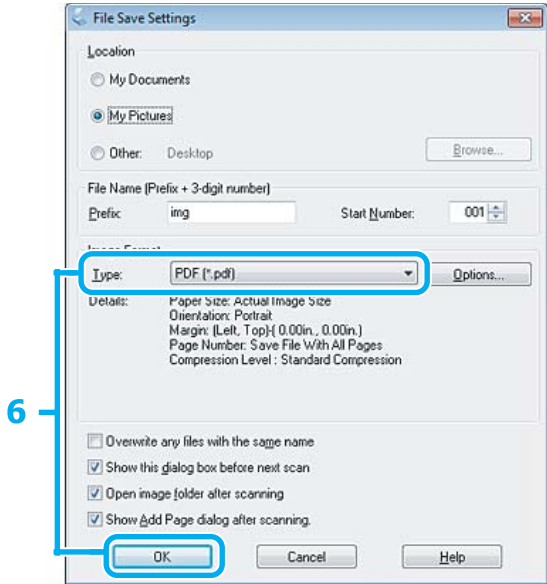 File Save Settings
Location
My Documents
My Pictures
Other: Desktop Browse...
File Name (Prefix + 3-digit number)
Prefix: img Start Number: 001
Image Format
Type: PDF (*.pdf) Options...
Details: Paper Size: Actual Image Size
Orientation: Portrait
Margin: (Left, Top)( 0.00in., 0.00in.)
Page Number: Save File With All Pages
Compression Level : Standard Compression
6
Overwrite any files with the same name
Show this dialog box before next scan
Open image folder after scanning
Show Add Page dialog after scanning.
OK Cancel Help